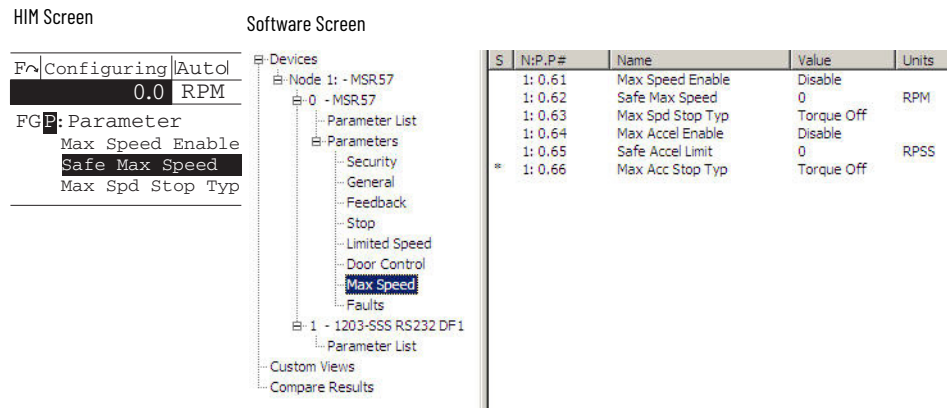 HIM Screen
F Configuring Auto
0.0 RPM
FGP: Parameter
Max Speed Enable
Safe Max Speed
Max Spd Stop Typ
Software Screen
Devices
Node 1: - MSR57
0 - MSR57
Parameter List
Parameters
Security
General
Feedback
Stop
Limited Speed
Door Control
Max Speed
Faults
1 - 1203-SSS RS232 DF1
Parameter List
Custom Views
Compare Results
S N:P.P# Name Value Units
1: 0.61 Max Speed Enable Disable
1: 0.62 Safe Max Speed 0 RPM
1: 0.63 Max Spd Stop Typ Torque Off
1: 0.64 Max Accel Enable Disable
1: 0.65 Safe Accel Limit 0 RPSS
* 1: 0.66 Max Acc Stop Typ Torque Off